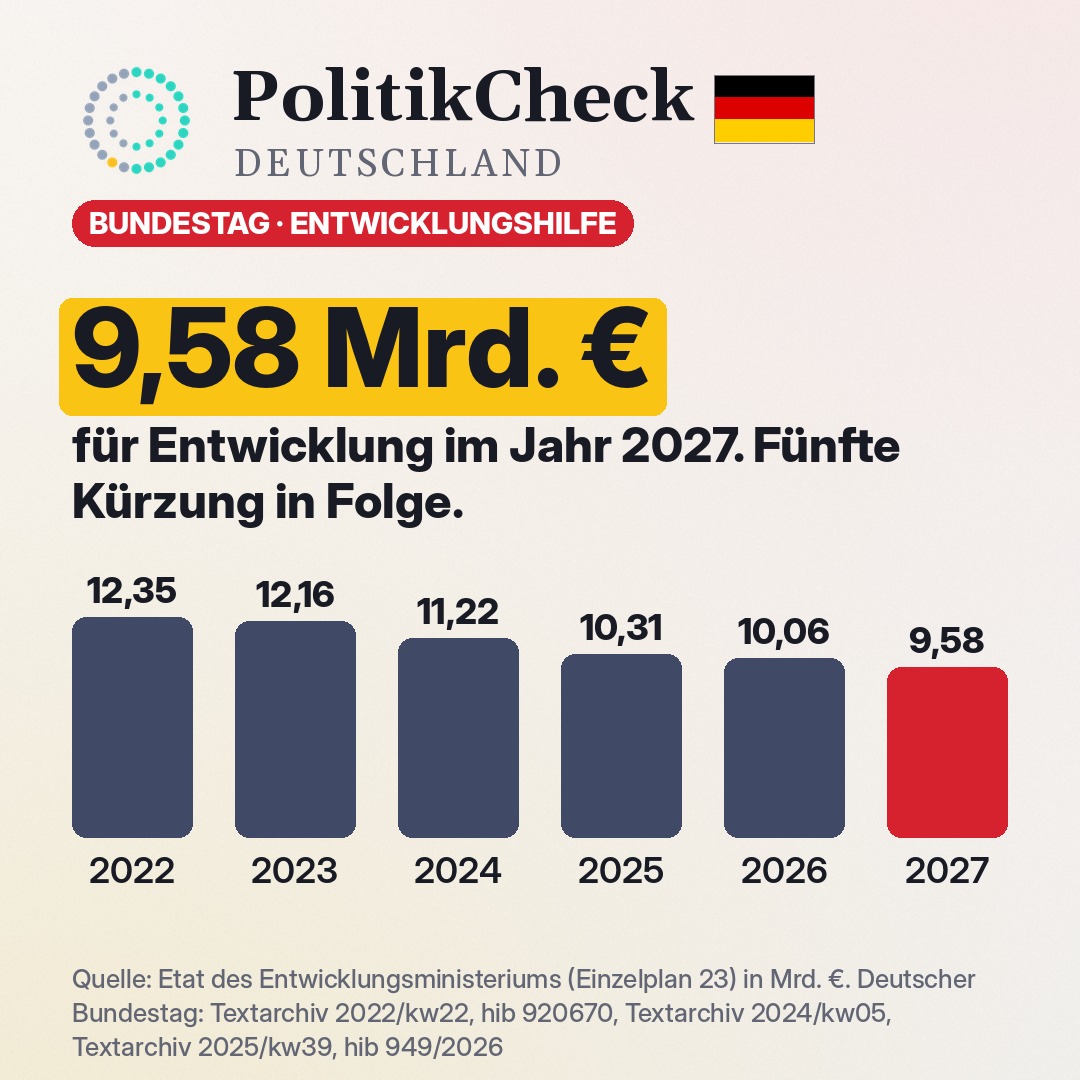 PolitikCheck
DEUTSCHLAND
BUNDESTAG · ENTWICKLUNGSHILFE
9,58 Mrd. €
für Entwicklung im Jahr 2027. Fünfte
Kürzung in Folge.
12,35
12,16
11,22
10,31
10,06
9,58
2022
2023
2024
2025
2026
2027
Quelle: Etat des Entwicklungsministeriums (Einzelplan 23) in Mrd. €. Deutscher
Bundestag: Textarchiv 2022/kw22, hib 920670, Textarchiv 2024/kw05,
Textarchiv 2025/kw39, hib 949/2026